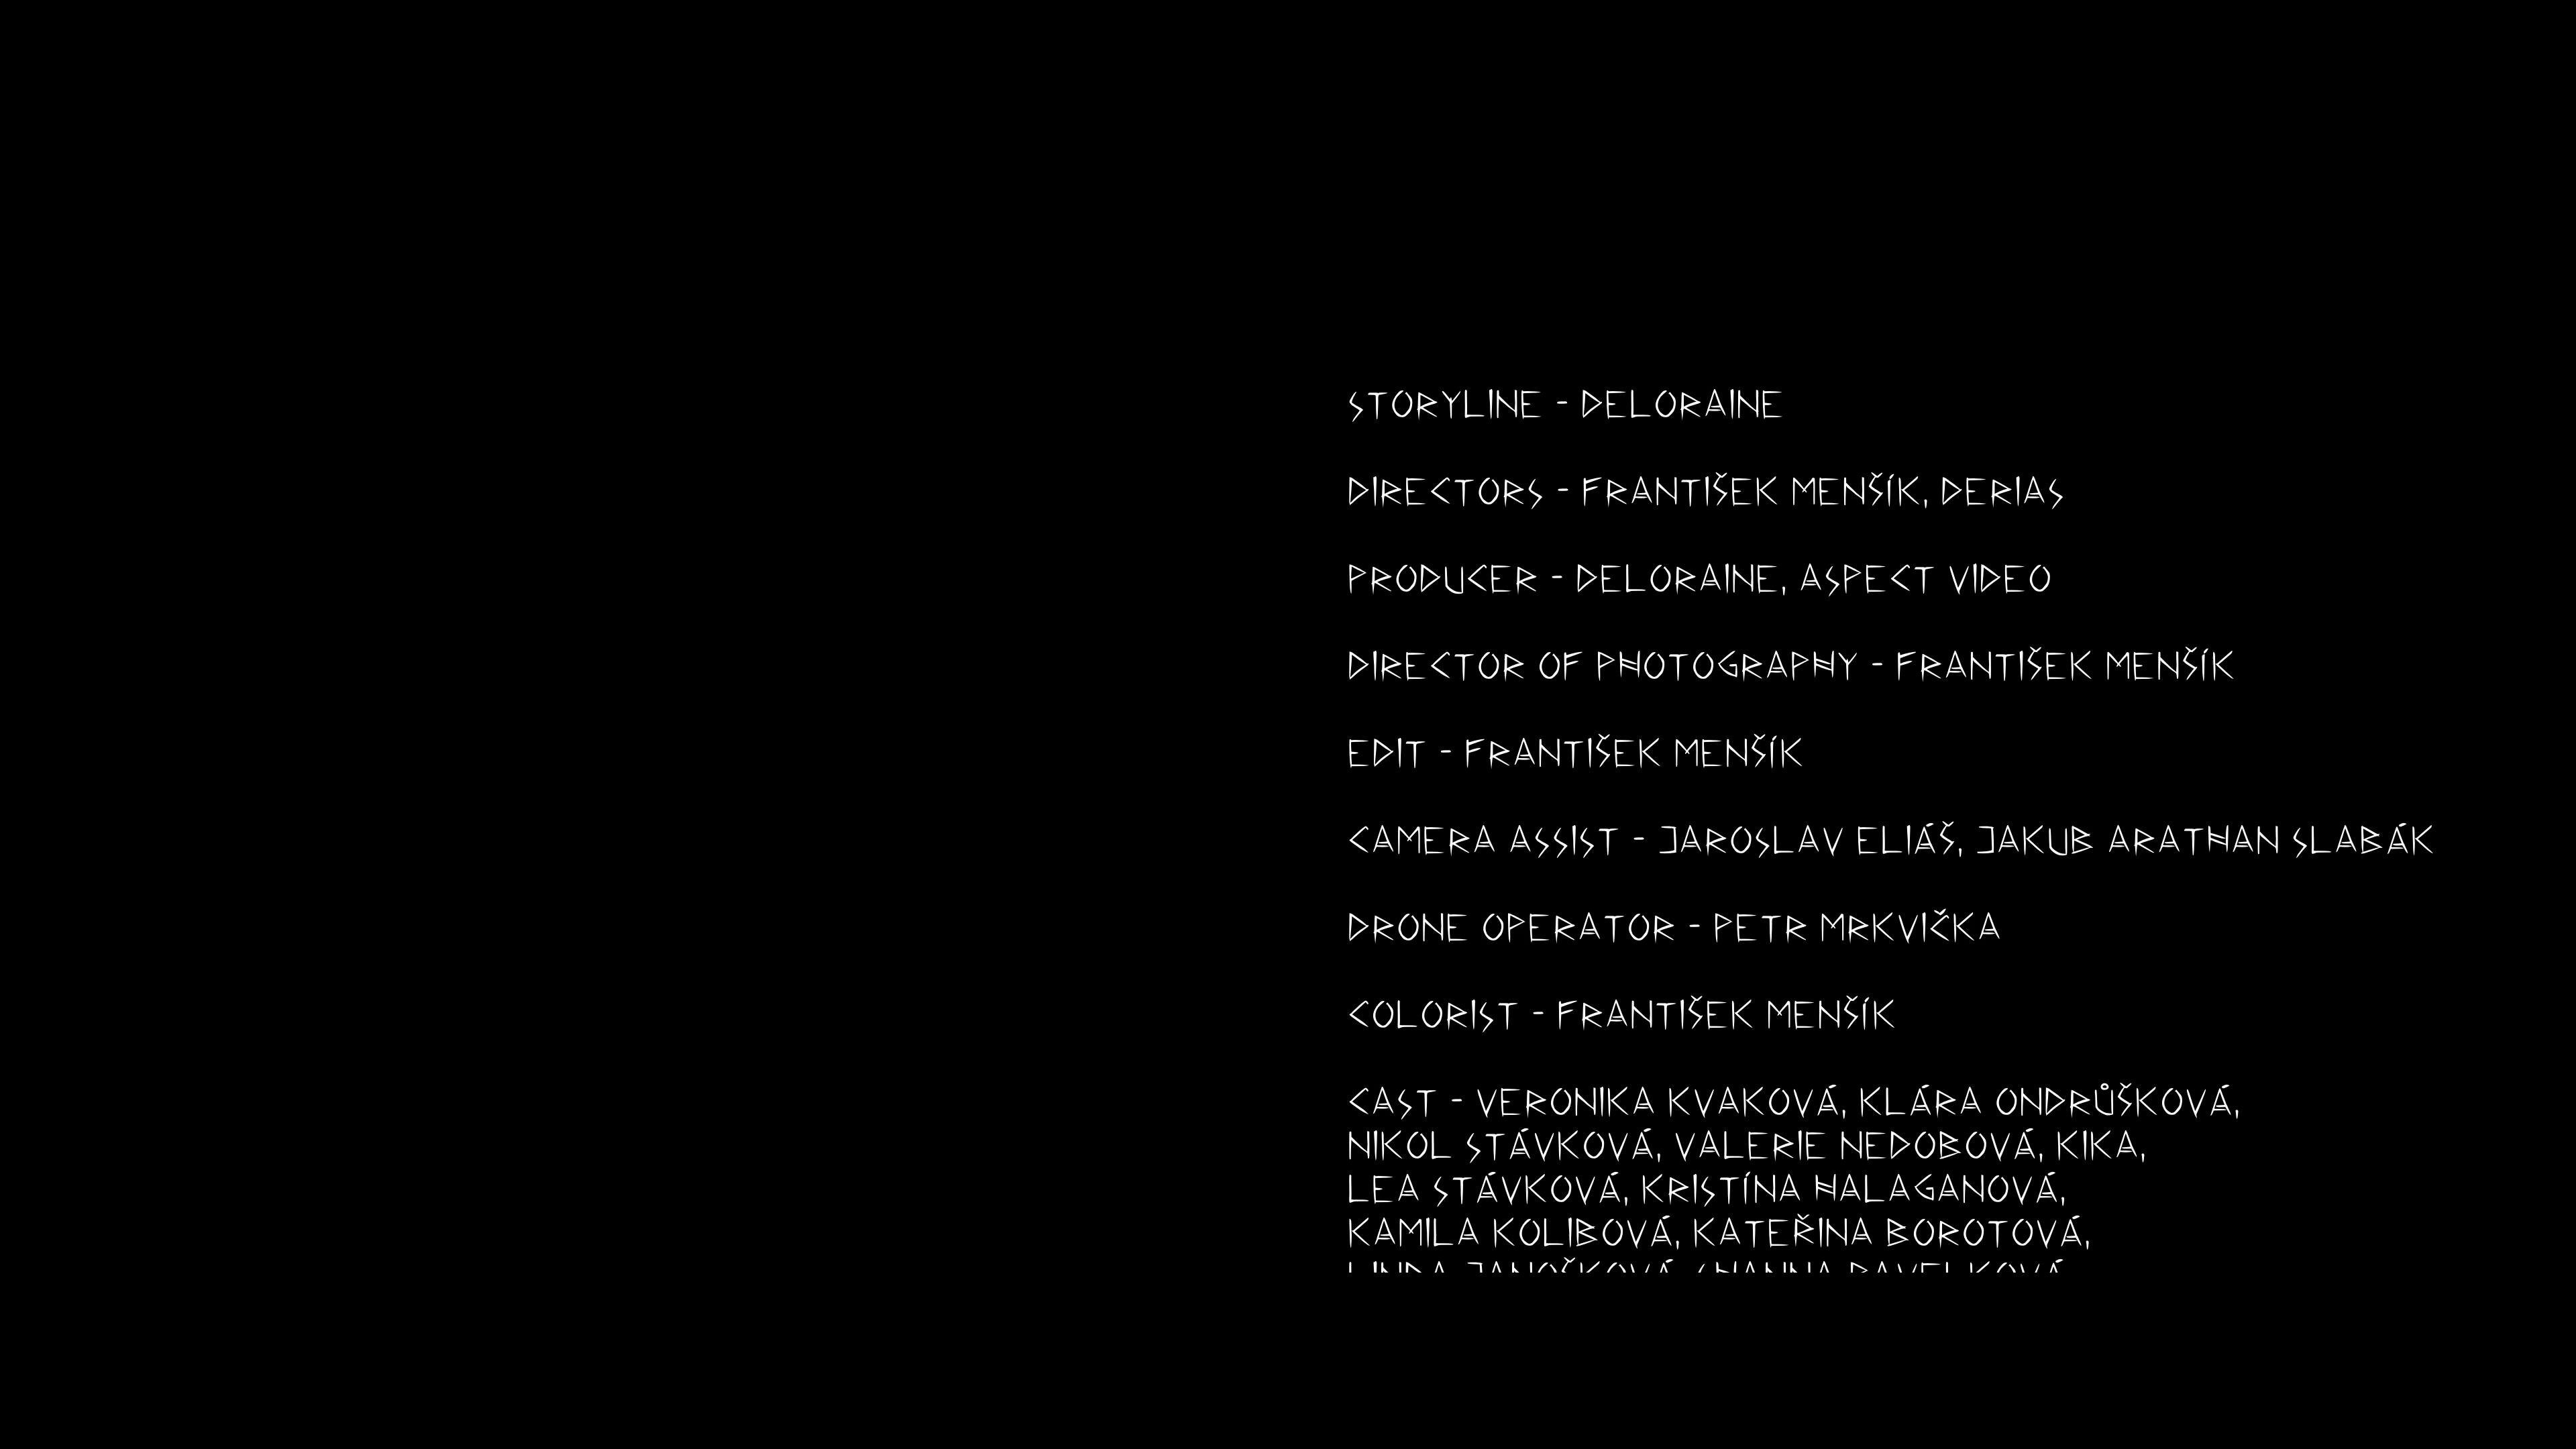 STORYLINE - DELORAINE
DIRECTORS - FRANTIŠEK MENŠÍK, DERIAS
PRODUCER - DELORAINE, ASPECT VIDEO
DIRECTOR OF PHOTOGRAPHY - FRANTIŠEK MENŠÍK
EDIT - FRANTIŠEK MENŠÍK
CAMERA ASSIST - JAROSLAV ELIÁŠ, JAKUB ARATHAN SLABÁK
DRONE OPERATOR - PETR MRKVIČKA
COLORIST - FRANTIŠEK MENŠÍK
CAST - VERONIKA KVAKOVÁ, KLÁRA ONDRŮŠKOVÁ,
NIKOL STÁVKOVÁ, VALERIE NEDOBOVÁ, KIKA,
LEA STÁVKOVÁ, KRISTÍNA HALAGANOVÁ,
KAMILA KOLIBOVÁ, KATEŘINA BOROTOVÁ,